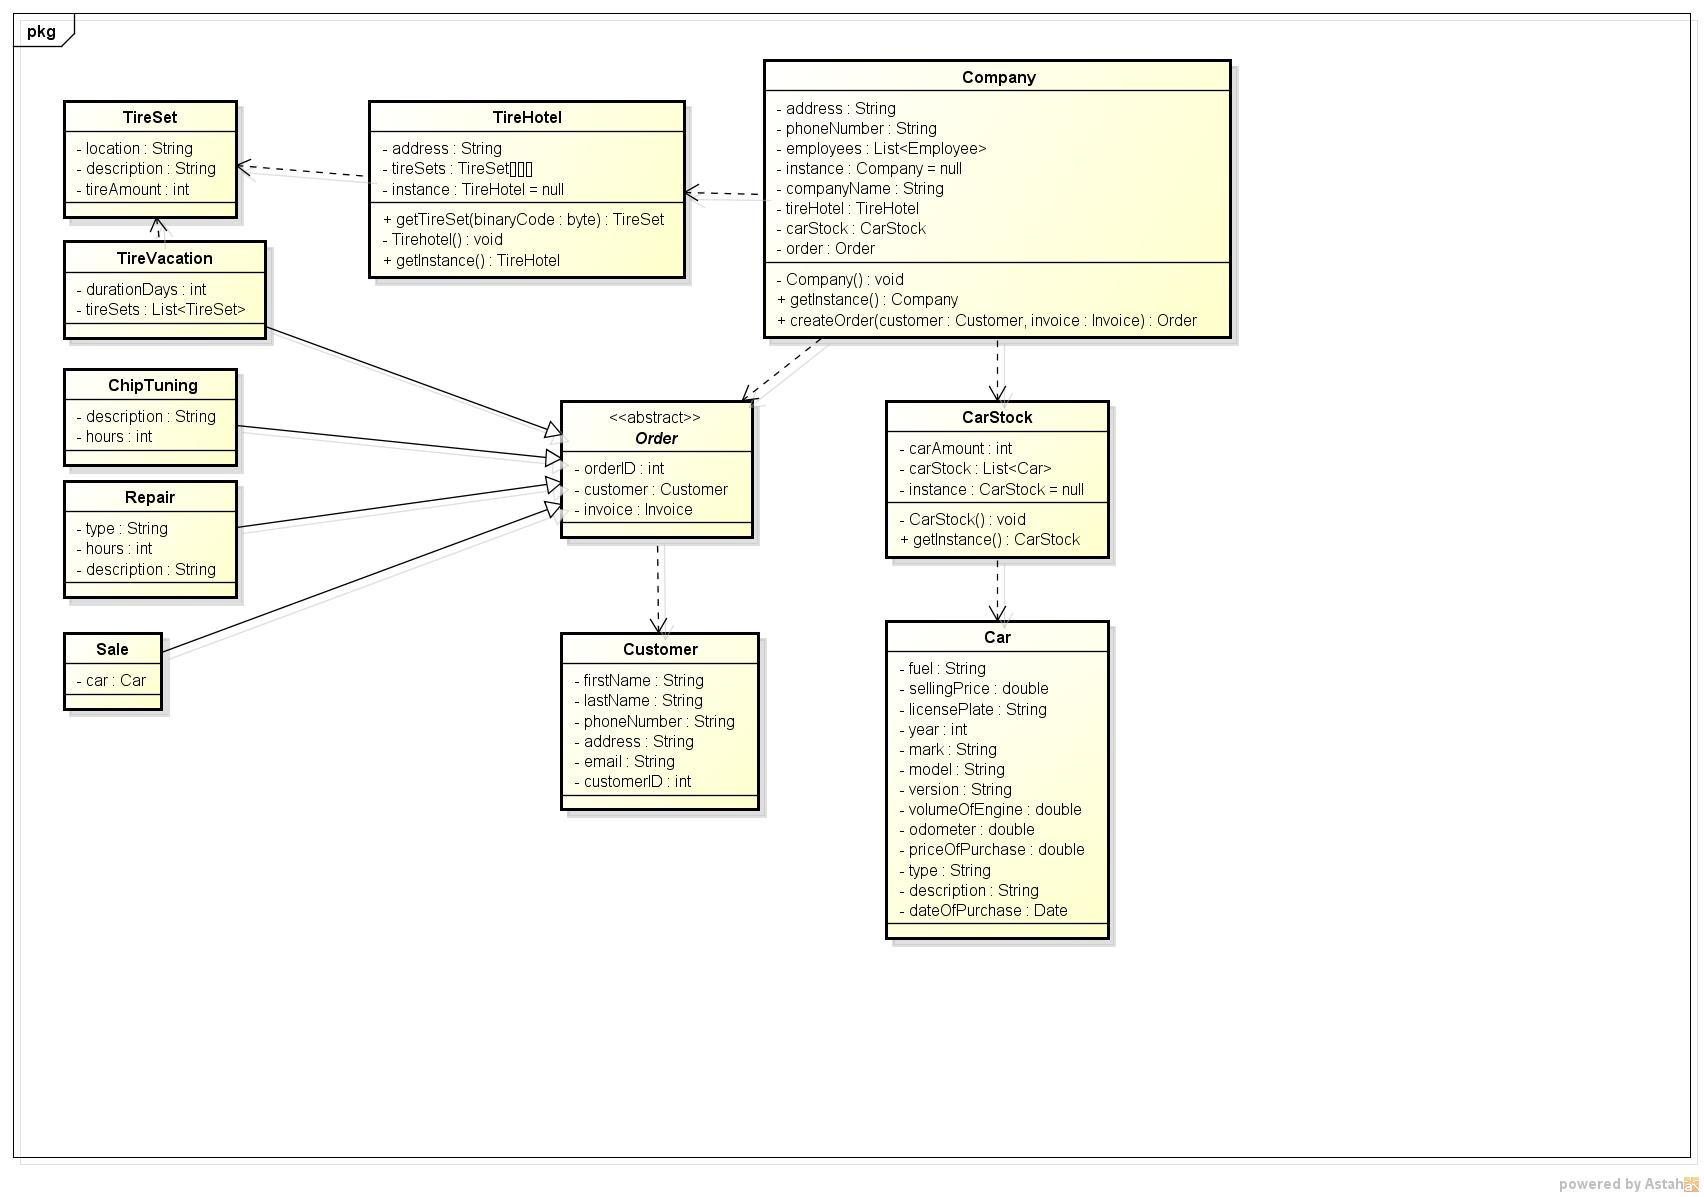 pkg
TireSet
- location : String
- description : String
- tireAmount : int
TireHotel
- address : String
- tireSets : TireSet[][][]
- instance : TireHotel = null
+ getTireSet(binaryCode : byte) : TireSet
- Tirehotel() : void
+ getInstance() : TireHotel
Company
- address : String
- phoneNumber : String
- employees : List<Employee>
- instance : Company = null
- companyName : String
- tireHotel : TireHotel
- carStock : CarStock
- order : Order
- Company() : void
+ getInstance() : Company
+ createOrder(customer : Customer, invoice : Invoice) : Order
TireVacation
- durationDays : int
- tireSets : List<TireSet>
ChipTuning
- description : String
- hours : int
Repair
- type : String
- hours : int
- description : String
Sale
- car : Car
<<abstract>>
Order
- orderID : int
- customer : Customer
- invoice : Invoice
Customer
- firstName : String
- lastName : String
- phoneNumber : String
- address : String
- email : String
- customerID : int
CarStock
- carAmount : int
- carStock : List<Car>
- instance : CarStock = null
- CarStock() : void
+ getInstance() : CarStock
Car
- fuel : String
- sellingPrice : double
- licensePlate : String
- year : int
- mark : String
- model : String
- version : String
- volumeOfEngine : double
- odometer : double
- priceOfPurchase : double
- type : String
- description : String
- dateOfPurchase : Date
powered by Astah